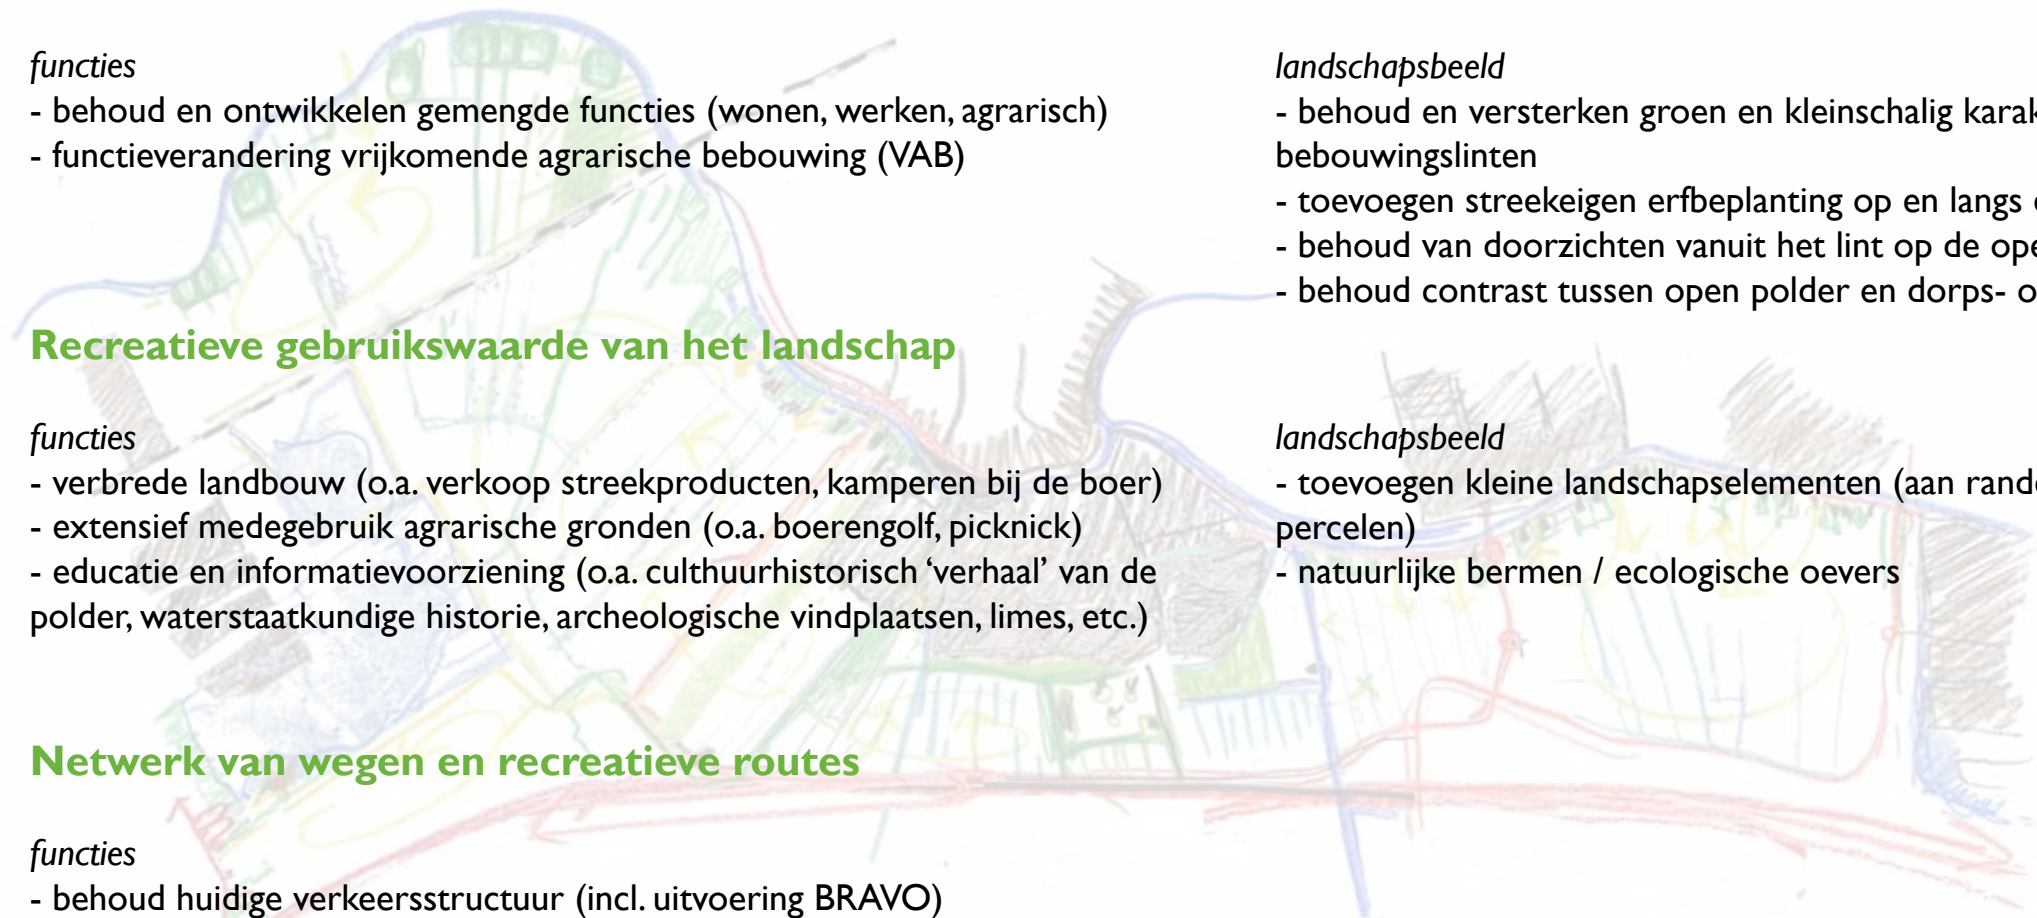 functies
- behoud en ontwikkelen gemengde functies (wonen, werken, agrarisch)
- functieverandering vrijkomende agrarische bebouwing (VAB)
landschapsbeeld
- behoud en versterken groen en kleinschalig
bebouwingslinten
- toevoegen streekeigen erfbeplanting op en langs
- behoud van doorzichten vanuit het lint op de
- behoud contrast tussen open polder en dorps-
Recreatieve gebruikswaarde van het landschap
functies
- verbrede landbouw (o.a. verkoop streekproducten, kamperen bij de boer)
- extensief medegebruik agrarische gronden (o.a. boerengolf, picknick)
- educatie en informatievoorziening (o.a. culthuurhistorisch ‘verhaal’ van de
polder, waterstaatkundige historie, archeologische vindplaatsen, limes, etc.)
landschapsbeeld
- toevoegen kleine landschapselementen (aan
percelen)
- natuurlijke bermen / ecologische oevers
Netwerk van wegen en recreatieve routes
functies
- behoud huidige verkeersstructuur (incl. uitvoering BRAVO)